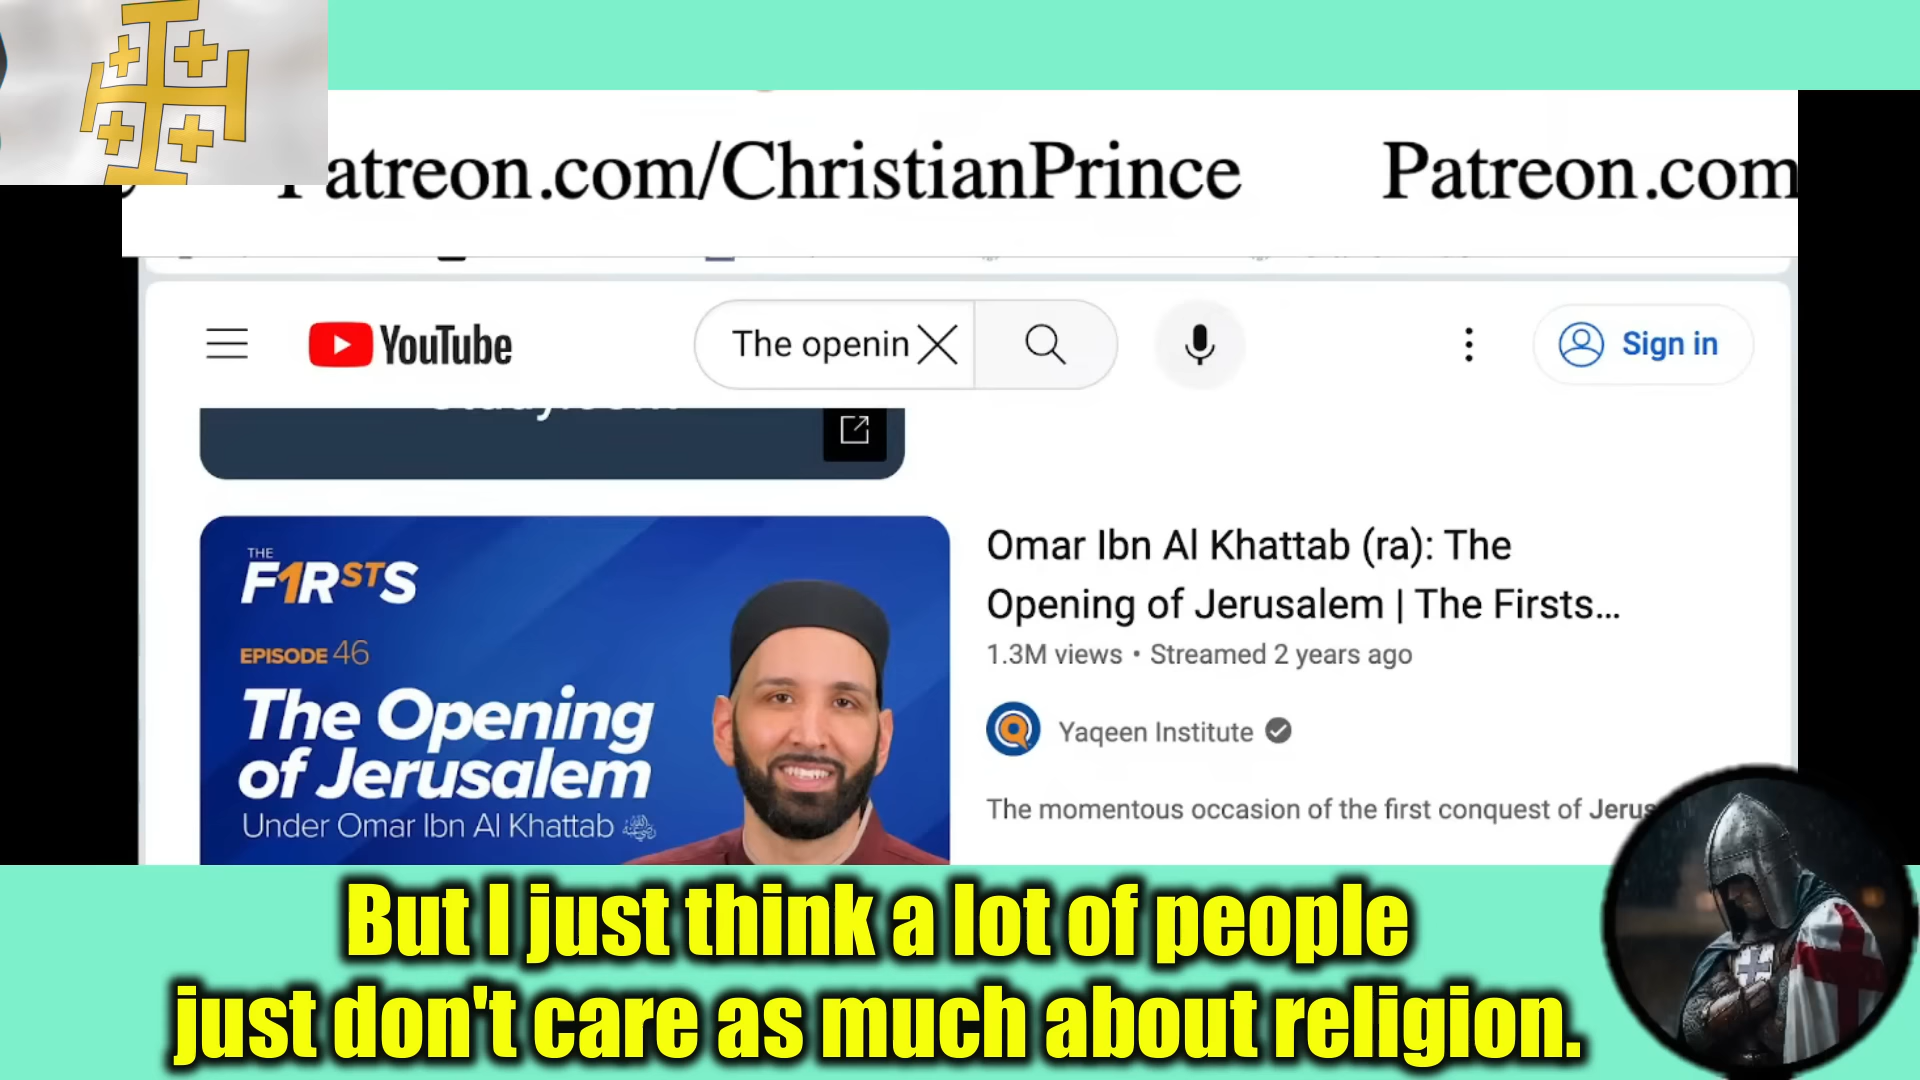 Patreon.com/ChristianPrince Patreon.com
YouTube
The openin
Sign in
THE
F1RSTS
EPISODE 46
The Opening
of Jerusalem
Under Omar Ibn Al Khattab
Omar Ibn Al Khattab (ra): The
Opening of Jerusalem | The Firsts...
1.3M views • Streamed 2 years ago
Yaqeen Institute
The momentous occasion of the first conquest of Jerus
But I just think a lot of people
just don't care as much about religion.